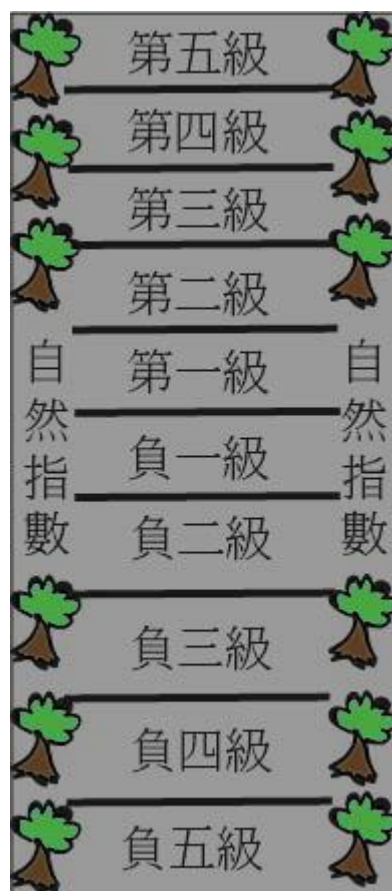 第五級
第四級
第三級
第二級
第一級
負一級
負二級
負三級
負四級
負五級
自然指數
自然指數